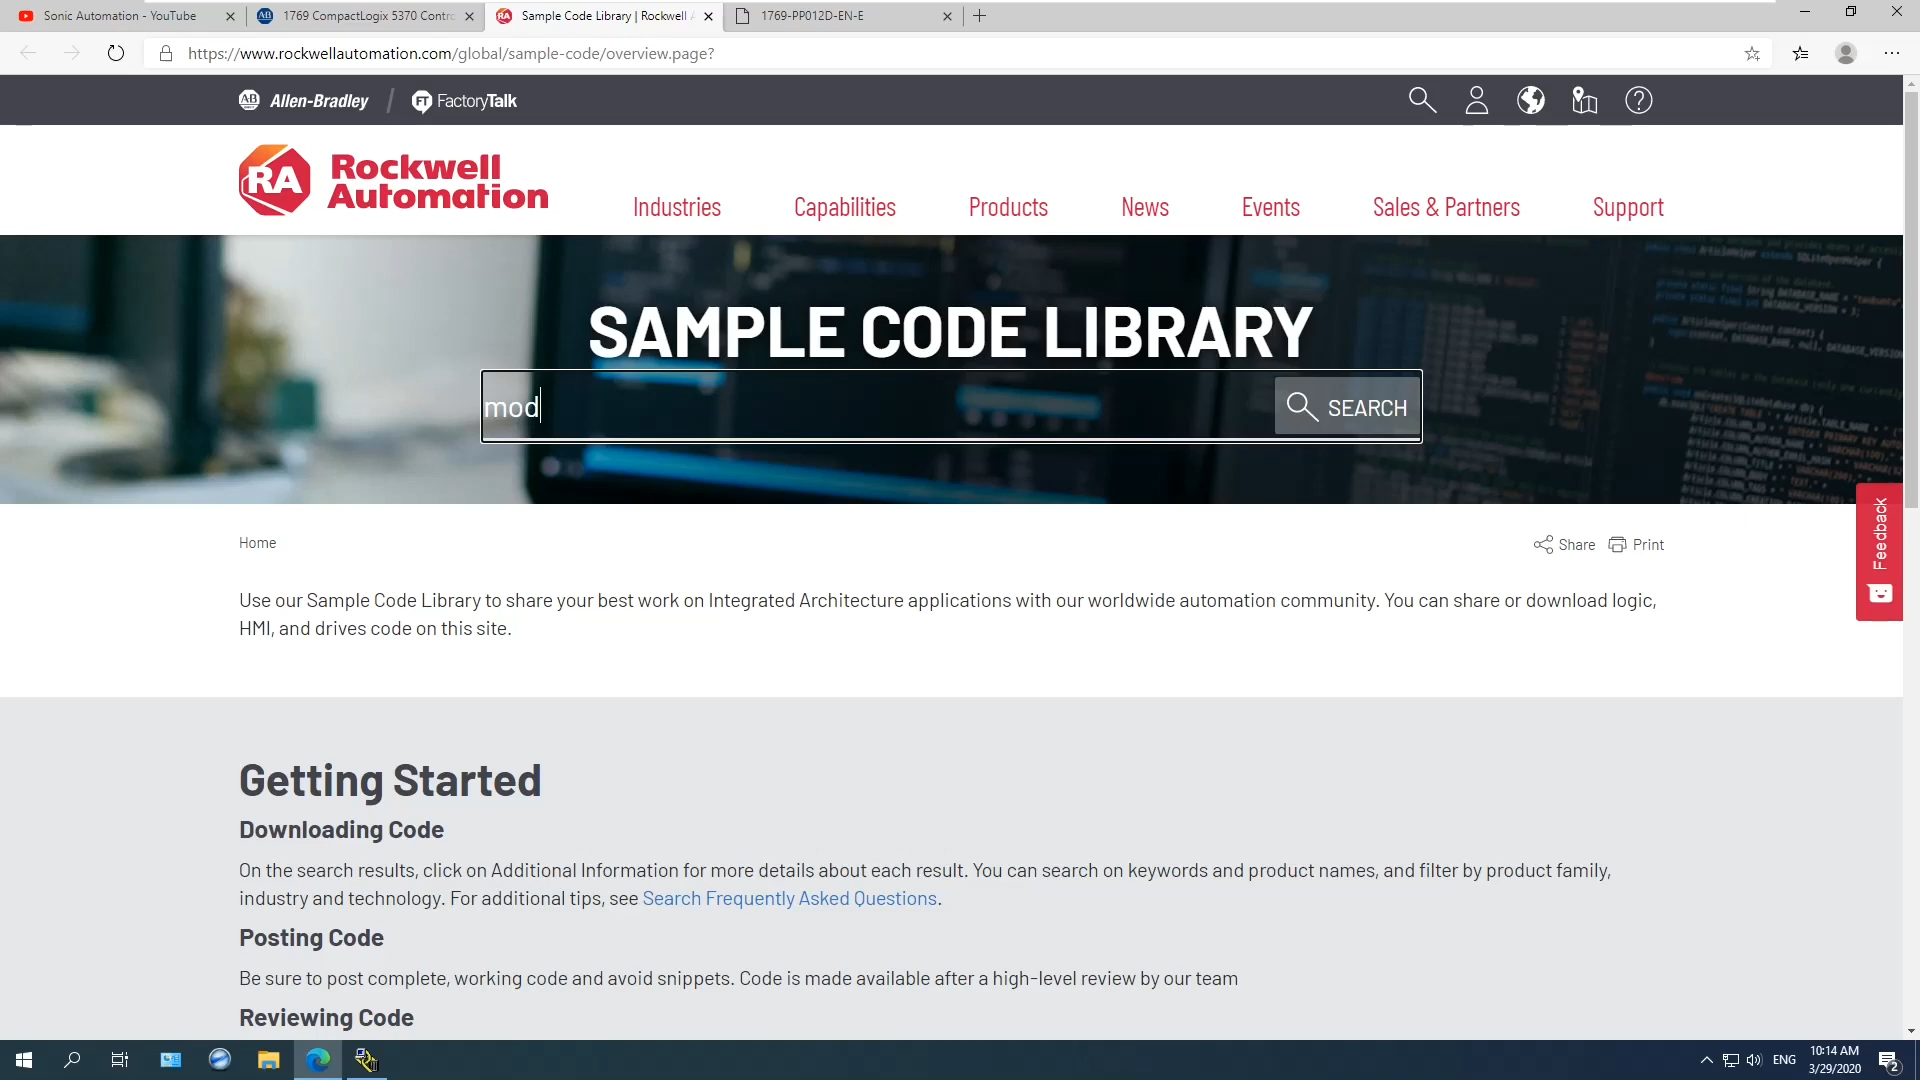 Sonic Automation - YouTube
1769 CompactLogix 5370 Contro
Sample Code Library | Rockwell A
1769-PP012D-EN-E
https://www.rockwellautomation.com/global/sample-code/overview.page?
AB Allen-Bradley / FT FactoryTalk
RA Rockwell Automation
Industries
Capabilities
Products
News
Events
Sales & Partners
Support
SAMPLE CODE LIBRARY
mod
SEARCH
Feedback
Home
Share
Print
Use our Sample Code Library to share your best work on Integrated Architecture applications with our worldwide automation community. You can share or download logic,
HMI, and drives code on this site.
Getting Started
Downloading Code
On the search results, click on Additional Information for more details about each result. You can search on keywords and product names, and filter by product family,
industry and technology. For additional tips, see Search Frequently Asked Questions.
Posting Code
Be sure to post complete, working code and avoid snippets. Code is made available after a high-level review by our team
Reviewing Code
ENG
10:14 AM
3/29/2020
2